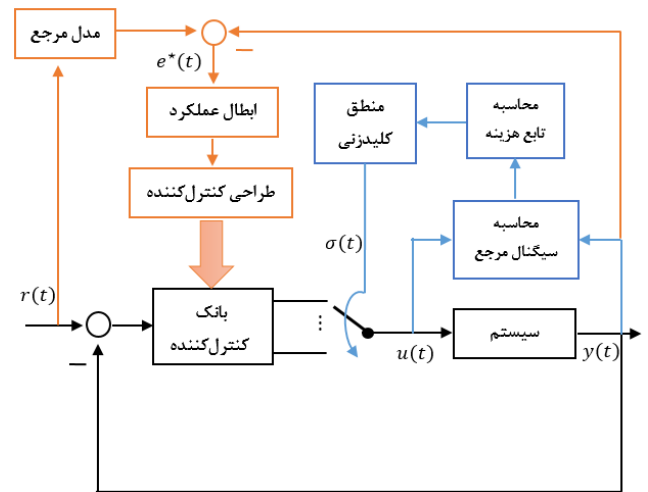 مدل مرجع
−
e*(t)
ابطال عملکرد
طراحی کنترل‌کننده
منطق
کلیدزنی
محاسبه
تابع هزینه
محاسبه
سیگنال مرجع
σ(t)
r(t)
−
بانک
کنترل‌کننده
⋮
u(t)
سیستم
y(t)